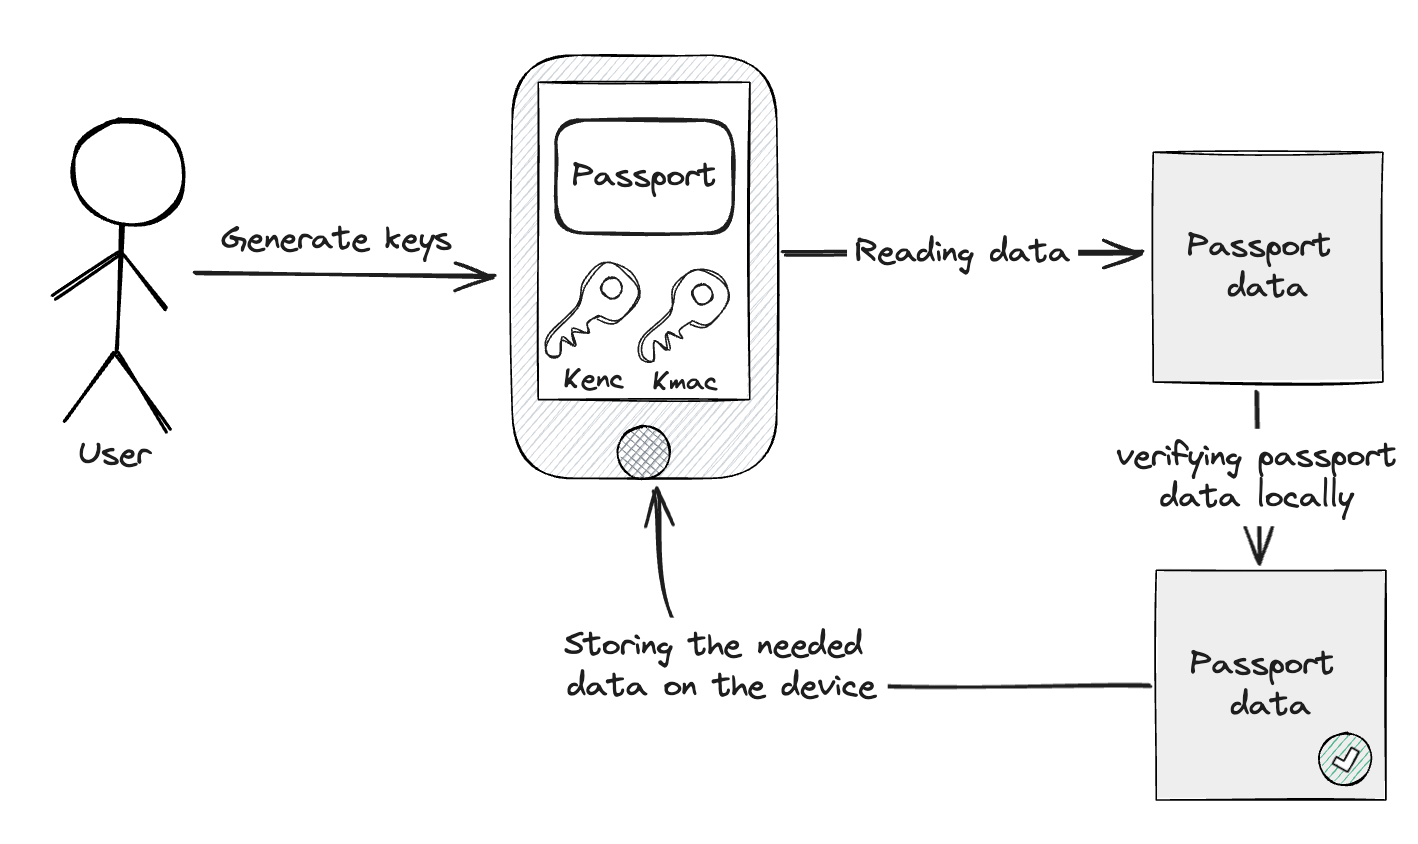 Passport
Generate keys
Reading data
Passport
data
Kenc Kmac
User
verifying passport
data locally
Storing the needed
data on the device
Passport
data